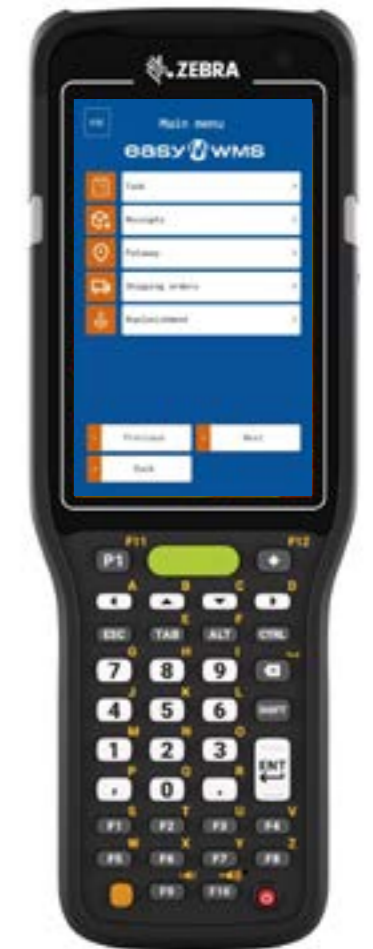 ZEBRA
Main menu
easy WMS
Task
Receipts
Putaway
Shipping orders
Replenishment
Previous
Next
Back
F11
F12
P1
A B C D
E F
ESC TAB ALT CTRL
G H I
7 8 9
J K L
4 5 6 SHIFT
M N O
1 2 3 ENT
P Q R
, 0 .
S T U V
F1 F2 F3 F4
W X Y Z
F5 F6 F7 F8
F9 F10